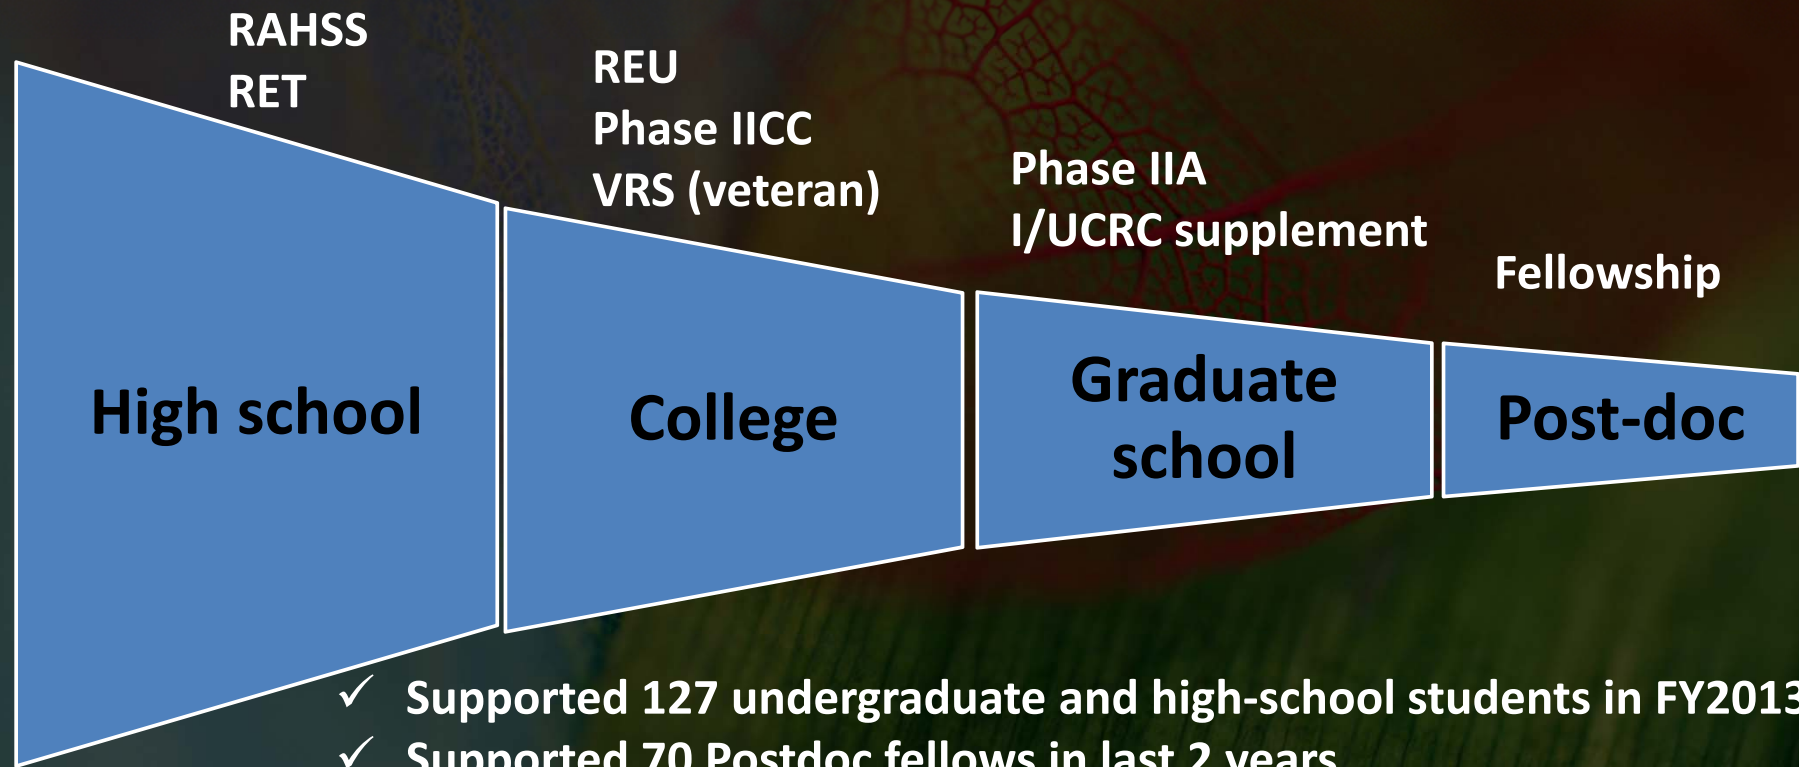 RAHSS
RET
REU
Phase IICC
VRS (veteran)
Phase IIA
I/UCRC supplement
Fellowship
High school
College
Graduate
school
Post-doc
✓ Supported 127 undergraduate and high-school students in FY2013
✓ Supported 70 Postdoc fellows in last 2 years